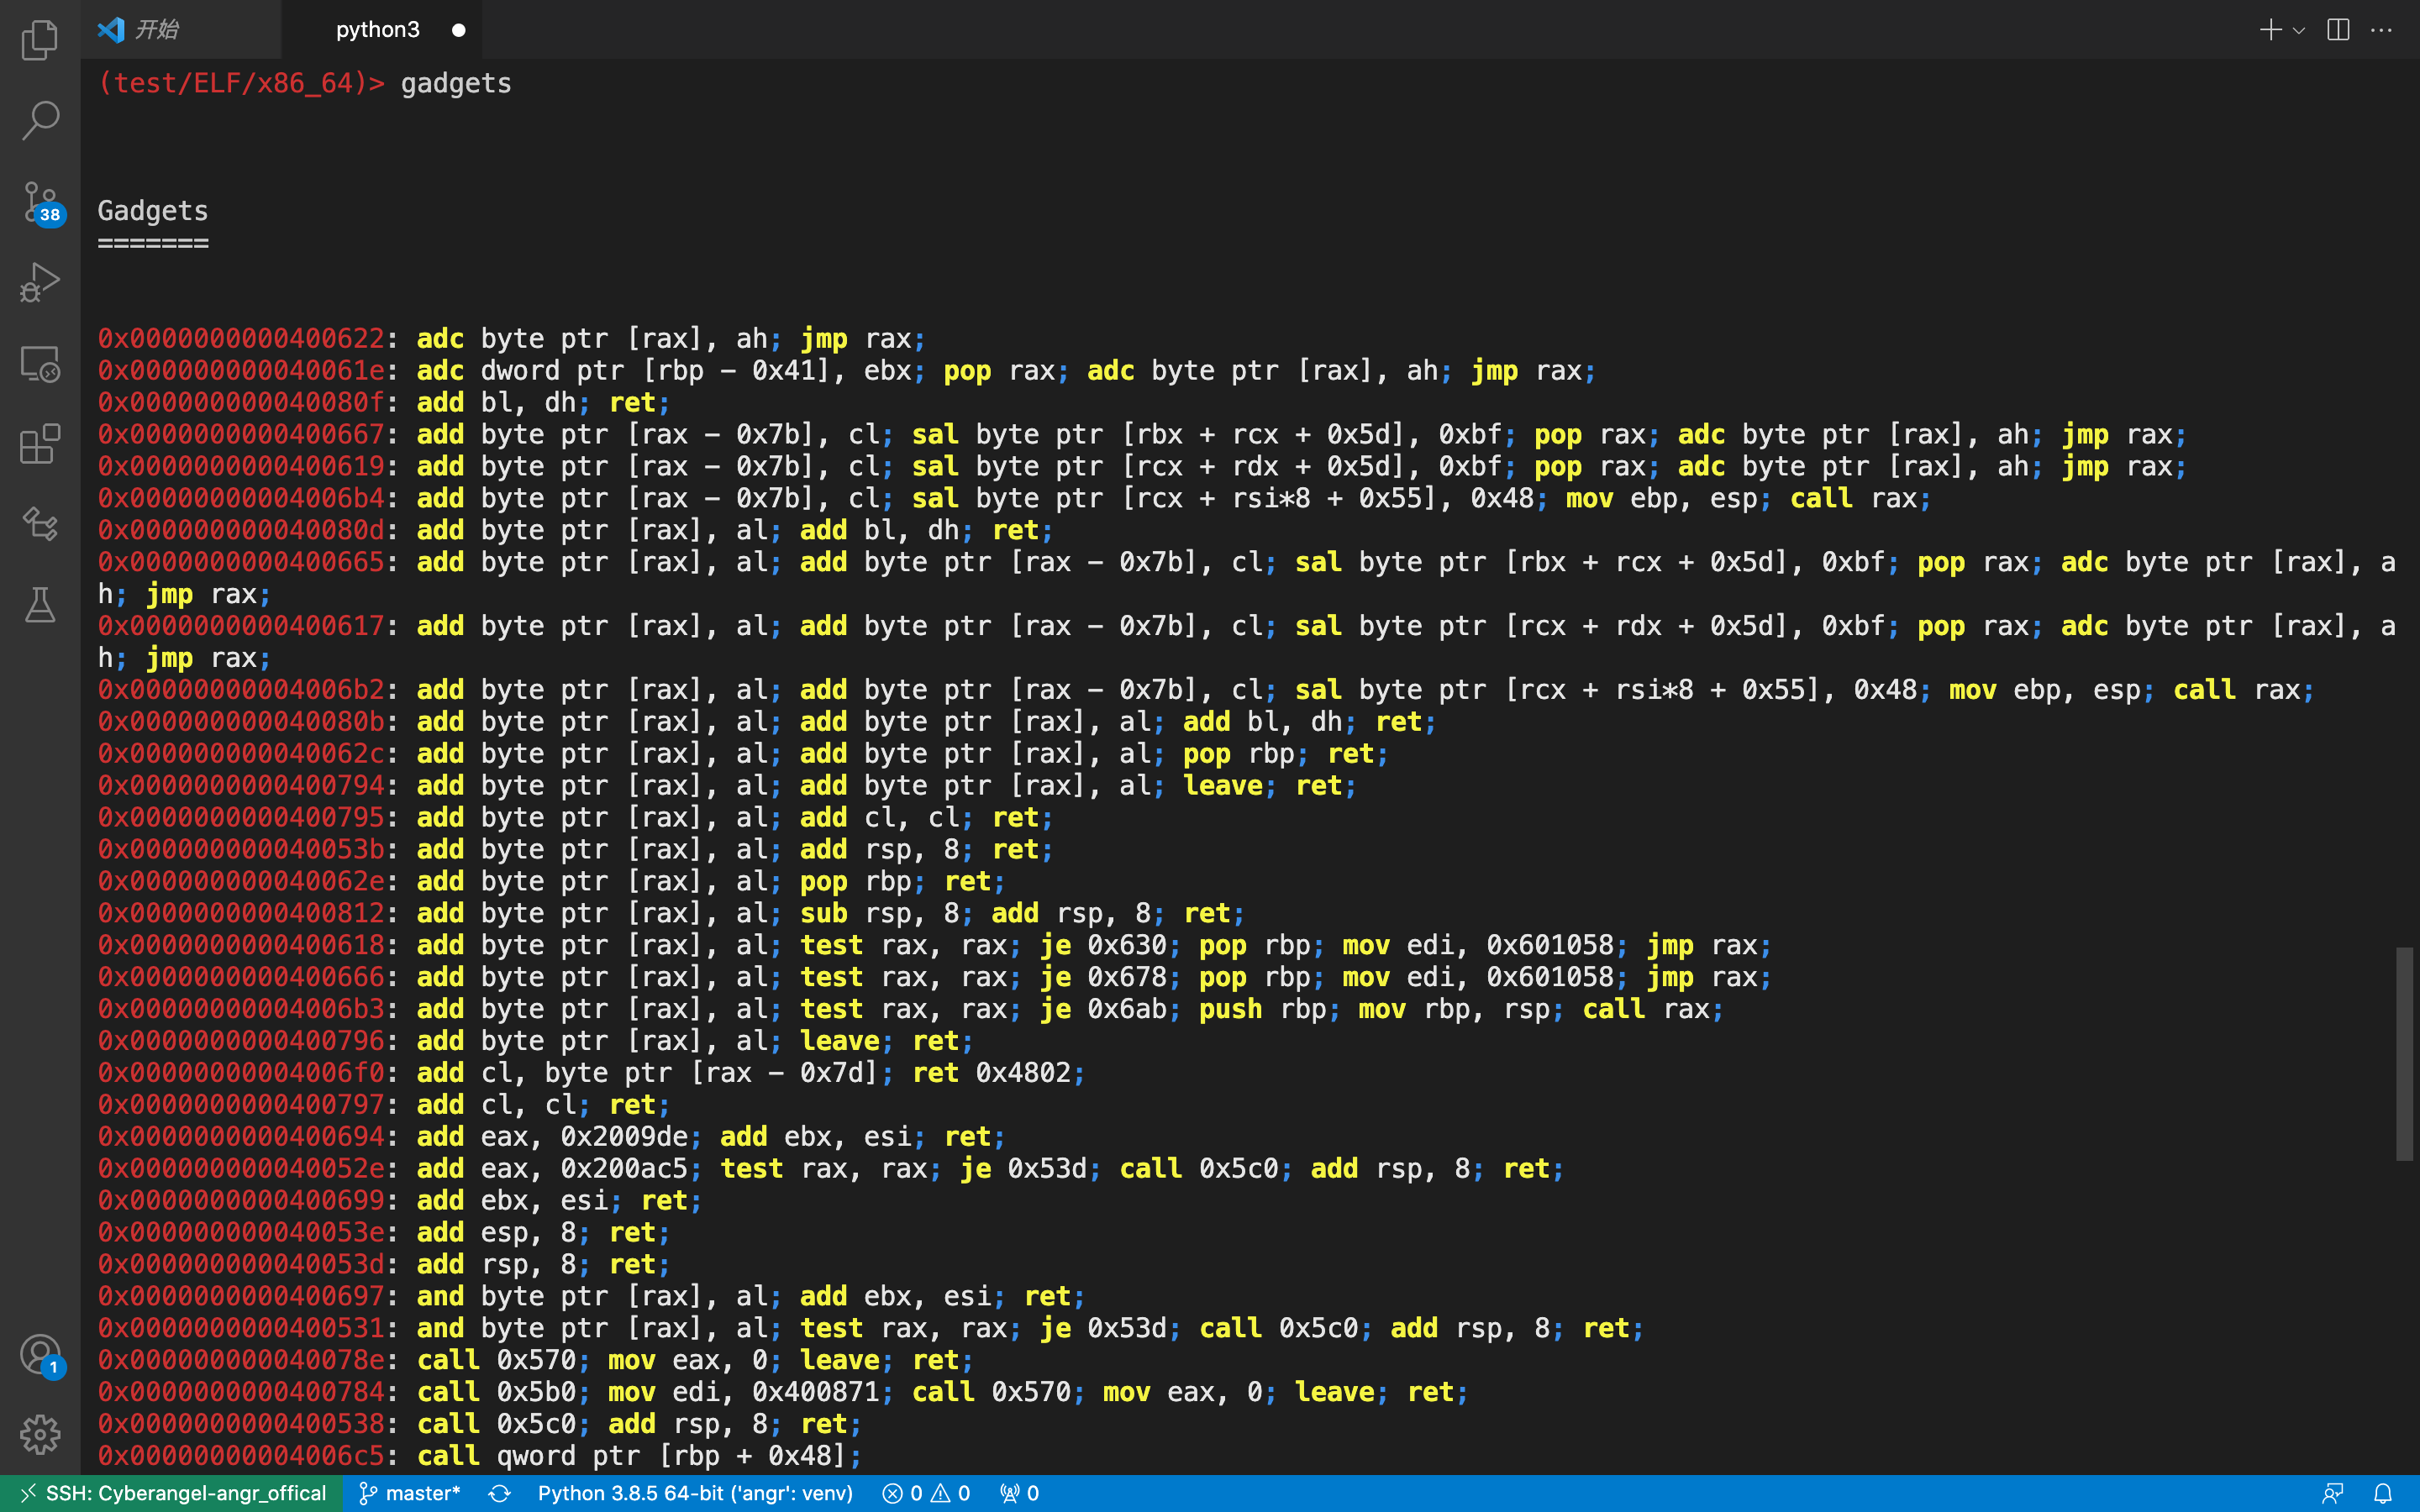 开始
python3
(test/ELF/x86_64)> gadgets
38
Gadgets
=======
0x0000000000400622: adc byte ptr [rax], ah; jmp rax;
0x000000000040061e: adc dword ptr [rbp - 0x41], ebx; pop rax; adc byte ptr [rax], ah; jmp rax;
0x000000000040080f: add bl, dh; ret;
0x0000000000400667: add byte ptr [rax - 0x7b], cl; sal byte ptr [rbx + rcx + 0x5d], 0xbf; pop rax; adc byte ptr [rax], ah; jmp rax;
0x0000000000400619: add byte ptr [rax - 0x7b], cl; sal byte ptr [rcx + rdx + 0x5d], 0xbf; pop rax; adc byte ptr [rax], ah; jmp rax;
0x00000000004006b4: add byte ptr [rax - 0x7b], cl; sal byte ptr [rcx + rsi*8 + 0x55], 0x48; mov ebp, esp; call rax;
0x000000000040080d: add byte ptr [rax], al; add bl, dh; ret;
0x0000000000400665: add byte ptr [rax], al; add byte ptr [rax - 0x7b], cl; sal byte ptr [rbx + rcx + 0x5d], 0xbf; pop rax; adc byte ptr [rax], a
h; jmp rax;
0x0000000000400617: add byte ptr [rax], al; add byte ptr [rax - 0x7b], cl; sal byte ptr [rcx + rdx + 0x5d], 0xbf; pop rax; adc byte ptr [rax], a
h; jmp rax;
0x00000000004006b2: add byte ptr [rax], al; add byte ptr [rax - 0x7b], cl; sal byte ptr [rcx + rsi*8 + 0x55], 0x48; mov ebp, esp; call rax;
0x000000000040080b: add byte ptr [rax], al; add byte ptr [rax], al; add bl, dh; ret;
0x000000000040062c: add byte ptr [rax], al; add byte ptr [rax], al; pop rbp; ret;
0x0000000000400794: add byte ptr [rax], al; add byte ptr [rax], al; leave; ret;
0x0000000000400795: add byte ptr [rax], al; add cl, cl; ret;
0x000000000040053b: add byte ptr [rax], al; add rsp, 8; ret;
0x000000000040062e: add byte ptr [rax], al; pop rbp; ret;
0x0000000000400812: add byte ptr [rax], al; sub rsp, 8; add rsp, 8; ret;
0x0000000000400618: add byte ptr [rax], al; test rax, rax; je 0x630; pop rbp; mov edi, 0x601058; jmp rax;
0x0000000000400666: add byte ptr [rax], al; test rax, rax; je 0x678; pop rbp; mov edi, 0x601058; jmp rax;
0x00000000004006b3: add byte ptr [rax], al; test rax, rax; je 0x6ab; push rbp; mov rbp, rsp; call rax;
0x0000000000400796: add byte ptr [rax], al; leave; ret;
0x00000000004006f0: add cl, byte ptr [rax - 0x7d]; ret 0x4802;
0x0000000000400797: add cl, cl; ret;
0x0000000000400694: add eax, 0x2009de; add ebx, esi; ret;
0x000000000040052e: add eax, 0x200ac5; test rax, rax; je 0x53d; call 0x5c0; add rsp, 8; ret;
0x0000000000400699: add ebx, esi; ret;
0x000000000040053e: add esp, 8; ret;
0x000000000040053d: add rsp, 8; ret;
0x0000000000400697: and byte ptr [rax], al; add ebx, esi; ret;
0x0000000000400531: and byte ptr [rax], al; test rax, rax; je 0x53d; call 0x5c0; add rsp, 8; ret;
0x000000000040078e: call 0x570; mov eax, 0; leave; ret;
0x0000000000400784: call 0x5b0; mov edi, 0x400871; call 0x570; mov eax, 0; leave; ret;
0x0000000000400538: call 0x5c0; add rsp, 8; ret;
0x00000000004006c5: call qword ptr [rbp + 0x48];
1
SSH: Cyberangel-angr_offical master* Python 3.8.5 64-bit ('angr': venv) 0 0 0